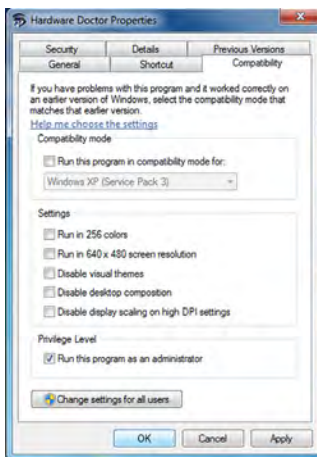 Hardware Doctor Properties
Security Details Previous Versions
General Shortcut Compatibility
If you have problems with this program and it worked correctly on
an earlier version of Windows, select the compatibility mode that
matches that earlier version.
Help me choose the settings
Compatibility mode
Run this program in compatibility mode for:
Windows XP (Service Pack 3)
Settings
Run in 256 colors
Run in 640 x 480 screen resolution
Disable visual themes
Disable desktop composition
Disable display scaling on high DPI settings
Privilege Level
Run this program as an administrator
Change settings for all users
OK Cancel Apply